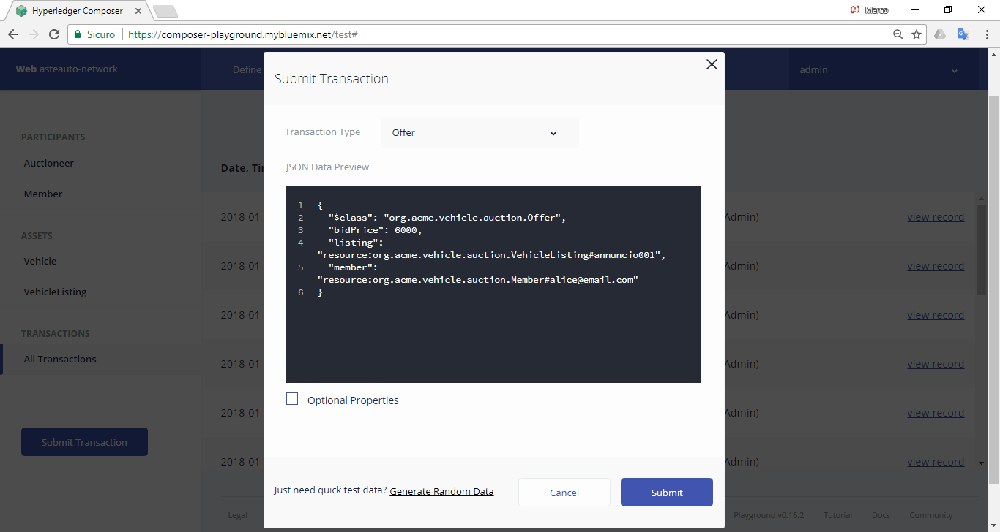 Hyperledger Composer
Marco
Sicuro
https://composer-playground.mybluemix.net/test#
Web asteauto-network
Define
admin
PARTICIPANTS
Auctioneer
Member
ASSETS
Vehicle
VehicleListing
TRANSACTIONS
All Transactions
Submit Transaction
Date,
2018-01-
Admin)
view record
2018-01-
Admin)
view record
2018-01-
Admin)
view record
2018-01-
Admin)
view record
2018-01-
Admin)
view record
2018-01-
Admin)
view record
Submit Transaction
Transaction Type
Offer
JSON Data Preview
1 {
2 "$class": "org.acme.vehicle.auction.Offer",
3 "bidPrice": 6000,
4 "listing":
"resource:org.acme.vehicle.auction.VehicleListing#annuncio001",
5 "member":
"resource:org.acme.vehicle.auction.Member#alice@email.com"
6 }
Optional Properties
Just need quick test data? Generate Random Data
Cancel
Submit
Legal
Playground v0.16.2
Tutorial
Docs
Community